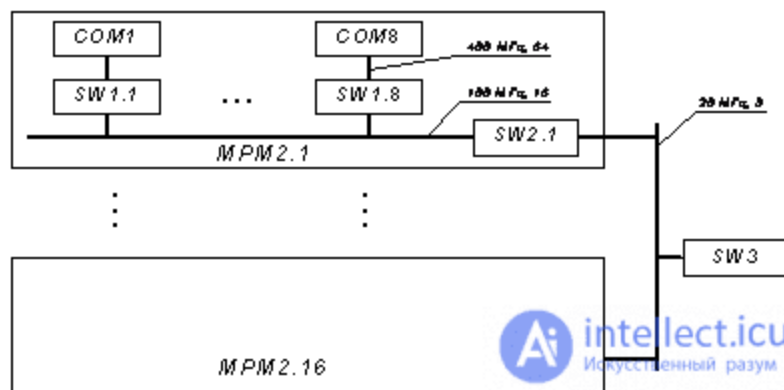 COM1
COM8
SW1.1
...
SW1.8
SW2.1
MPM2.1
SW3
MPM2.16
intellect.icu
Искусственный разум